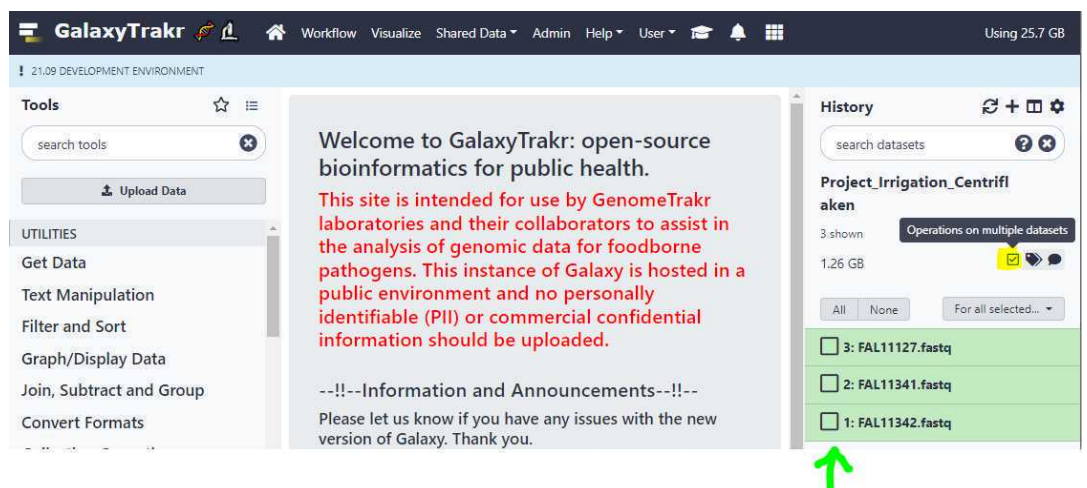 GalaxyTrakr Workflow Visualize Shared Data Admin Help User Using 25.7 GB
! 21.09 DEVELOPMENT ENVIRONMENT
Tools
search tools
Upload Data
UTILITIES
Get Data
Text Manipulation
Filter and Sort
Graph/Display Data
Join, Subtract and Group
Convert Formats
Welcome to GalaxyTrakr: open-source
bioinformatics for public health.
This site is intended for use by GenomeTrakr
laboratories and their collaborators to assist in
the analysis of genomic data for foodborne
pathogens. This instance of Galaxy is hosted in a
public environment and no personally
identifiable (PII) or commercial confidential
information should be uploaded.
--!!--Information and Announcements--!!--
Please let us know if you have any issues with the new
version of Galaxy. Thank you.
History
search datasets
Project_Irrigation_Centrifl
aken
3 shown
Operations on multiple datasets
1.26 GB
All None For all selected...
3: FAL11127.fastq
2: FAL11341.fastq
1: FAL11342.fastq